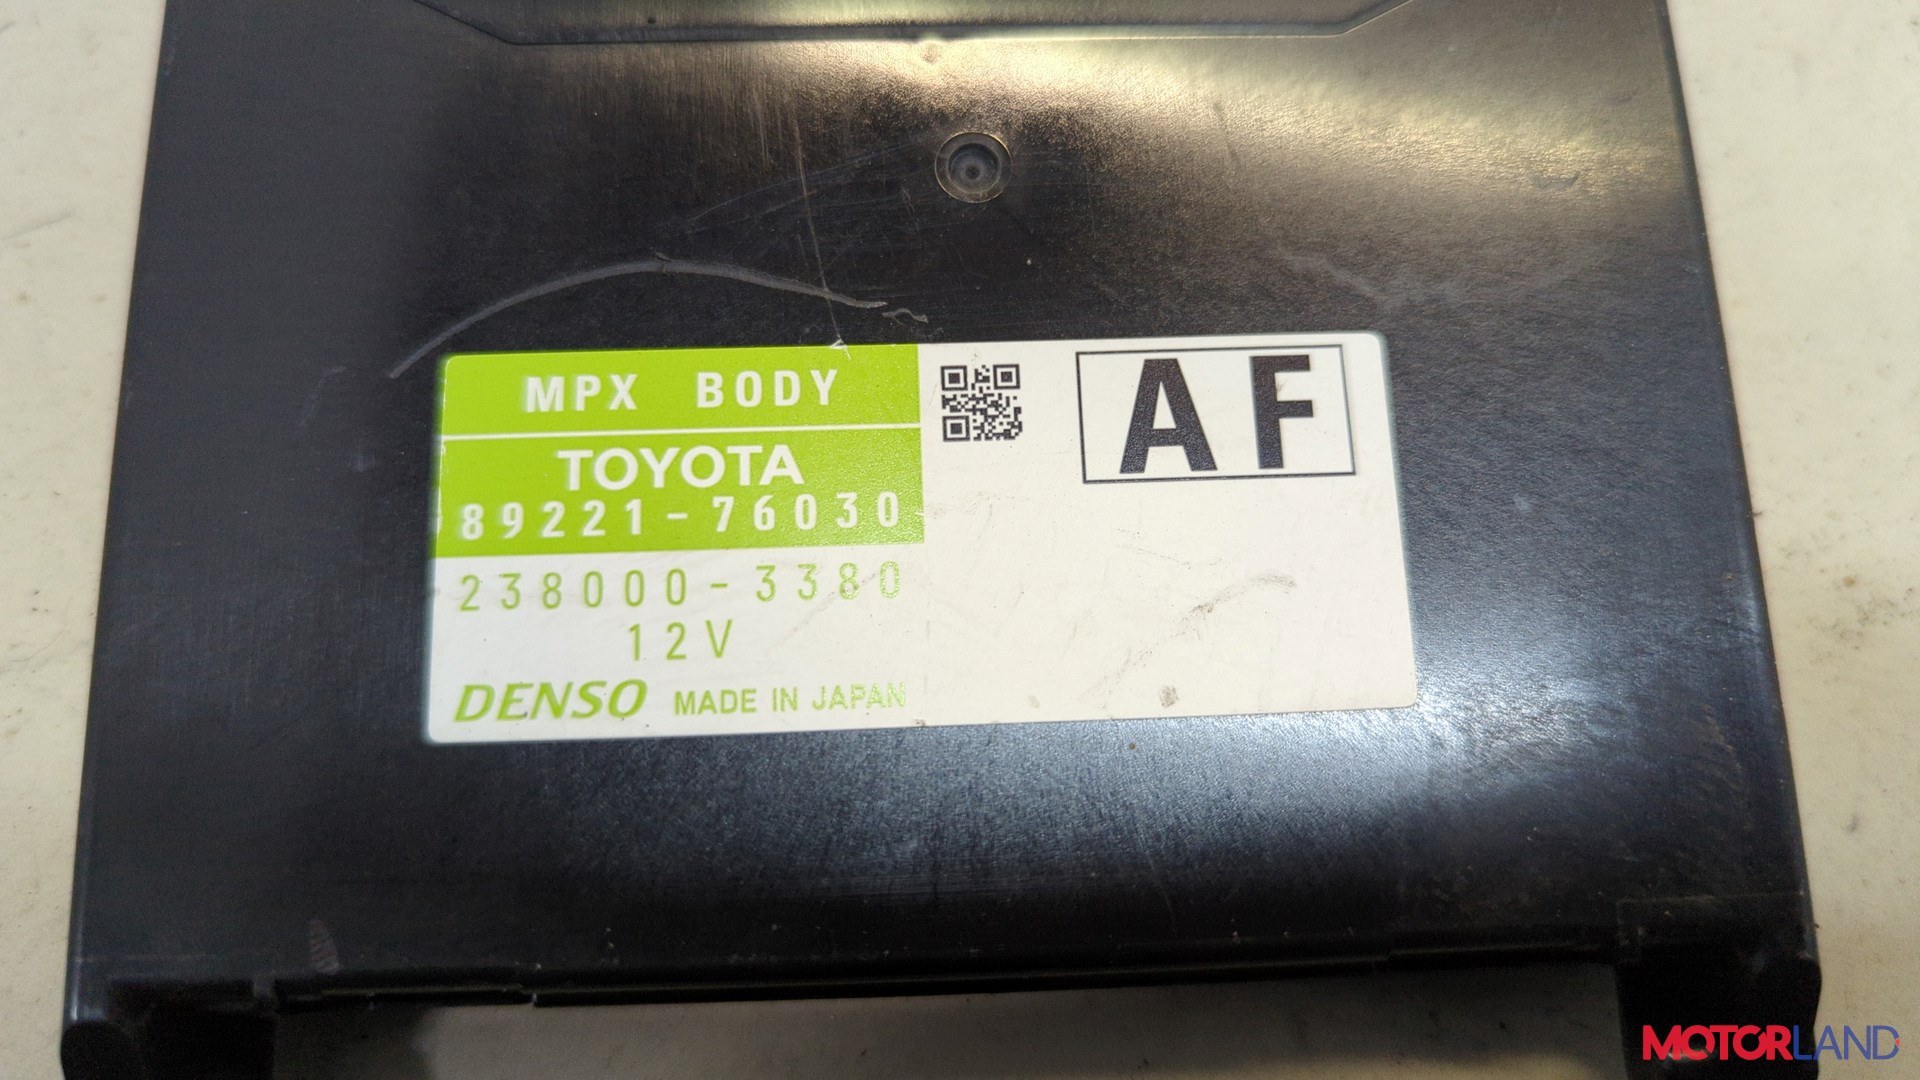 MPX BODY
TOYOTA
89221-76030
238000-3380
12V
DENSO MADE IN JAPAN
AF
MOTORLAND